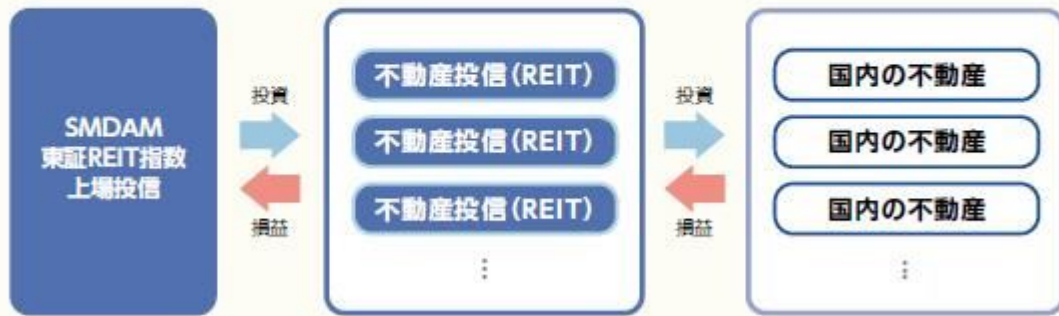 SMDAM
東証REIT指数
上場投信
投資
損益
不動産投信(REIT)
不動産投信(REIT)
不動産投信(REIT)
⋮
投資
損益
国内の不動産
国内の不動産
国内の不動産
⋮